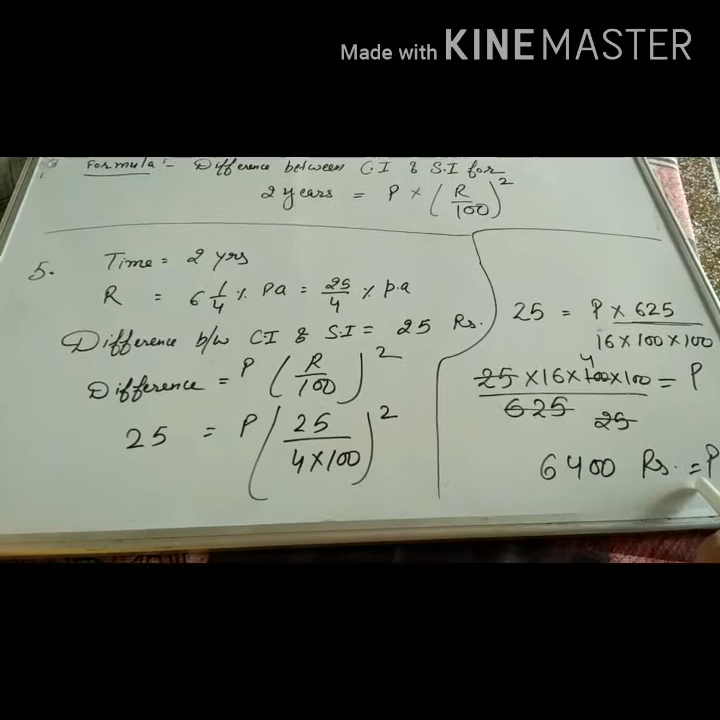 Made with KINEMASTER
Formula:- Difference between C.I & S.I for
2 years = P × (R/100)²
5. Time = 2 yrs
R = 6 1/4 % pa = 25/4 % p.a
Difference b/w C.I & S.I = 25 Rs.
Difference = P (R/100)²
25 = P (25/4×100)²
25 = P × 625 / 16×100×100
25×16×100×100 / 625 = P
4
25
6400 Rs. = P